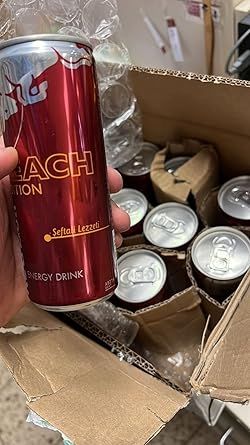 EACH
TION
Şeftali Lezzeti
ENERGY DRINK